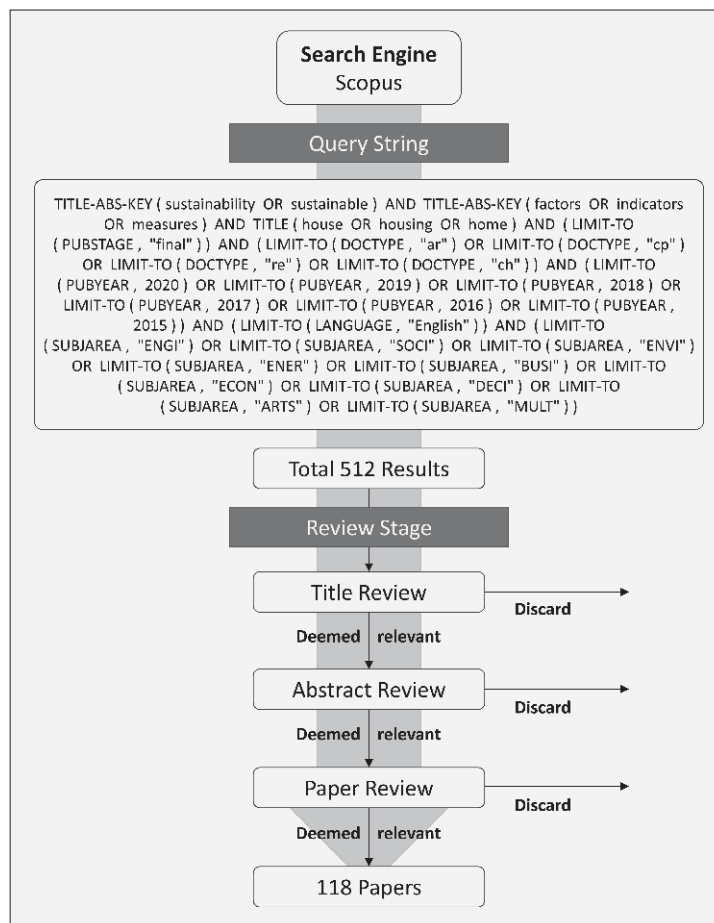 Search Engine
Scopus
Query String
TITLE-ABS-KEY ( sustainability OR sustainable ) AND TITLE-ABS-KEY ( factors OR indicators
OR measures ) AND TITLE ( house OR housing OR home ) AND ( LIMIT-TO
( PUBSTAGE , "final" ) ) AND ( LIMIT-TO ( DOCTYPE , "ar" ) OR LIMIT-TO ( DOCTYPE , "cp" )
OR LIMIT-TO ( DOCTYPE , "re" ) OR LIMIT-TO ( DOCTYPE , "ch" ) ) AND ( LIMIT-TO
( PUBYEAR , 2020 ) OR LIMIT-TO ( PUBYEAR , 2019 ) OR LIMIT-TO ( PUBYEAR , 2018 ) OR
LIMIT-TO ( PUBYEAR , 2017 ) OR LIMIT-TO ( PUBYEAR , 2016 ) OR LIMIT-TO ( PUBYEAR ,
2015 ) ) AND ( LIMIT-TO ( LANGUAGE , "English" ) ) AND ( LIMIT-TO
( SUBJAREA , "ENGI" ) OR LIMIT-TO ( SUBJAREA , "SOCI" ) OR LIMIT-TO ( SUBJAREA , "ENVI" )
OR LIMIT-TO ( SUBJAREA , "ENER" ) OR LIMIT-TO ( SUBJAREA , "BUSI" ) OR LIMIT-TO
( SUBJAREA , "ECON" ) OR LIMIT-TO ( SUBJAREA , "DECI" ) OR LIMIT-TO
( SUBJAREA , "ARTS" ) OR LIMIT-TO ( SUBJAREA , "MULT" ) )
Total 512 Results
Review Stage
Title Review
Discard
Deemed relevant
Abstract Review
Discard
Deemed relevant
Paper Review
Discard
Deemed relevant
118 Papers